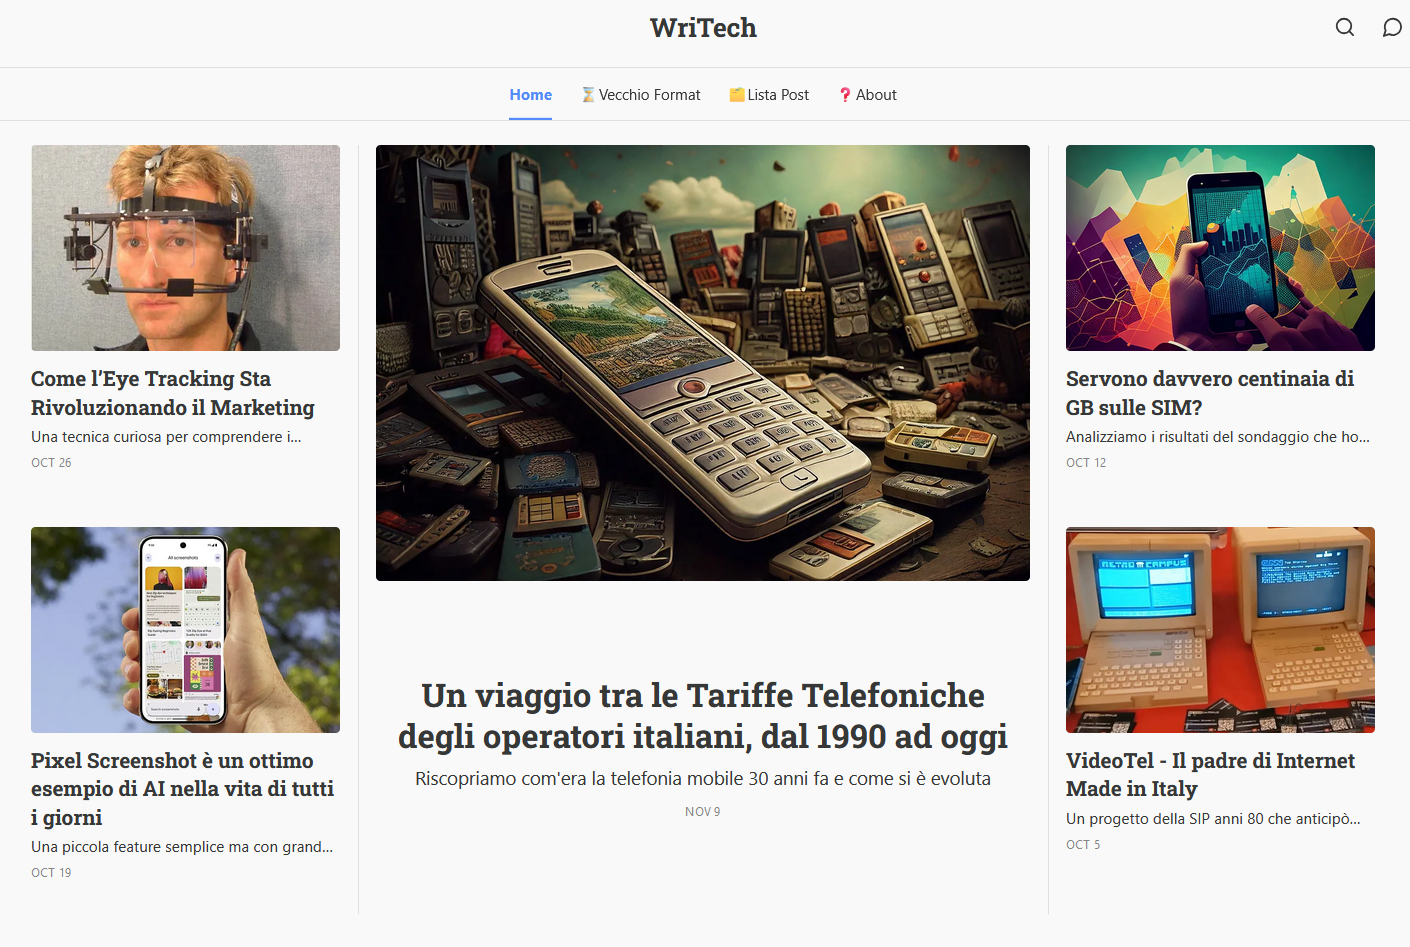 WriTech
Home
Vecchio Format
Lista Post
About
Come l'Eye Tracking Sta
Rivoluzionando il Marketing
Una tecnica curiosa per comprendere i...
OCT 26
All screenshots
Pixel Screenshot è un ottimo
esempio di AI nella vita di tutti
i giorni
Una piccola feature semplice ma con grand...
OCT 19
Un viaggio tra le Tariffe Telefoniche
degli operatori italiani, dal 1990 ad oggi
Riscopriamo com'era la telefonia mobile 30 anni fa e come si è evoluta
NOV 9
Servono davvero centinaia di
GB sulle SIM?
Analizziamo i risultati del sondaggio che ho...
OCT 12
RETRO CAMPUS
VideoTel - Il padre di Internet
Made in Italy
Un progetto della SIP anni 80 che anticipò...
OCT 5